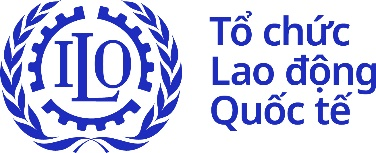 ILO
Tổ chức
Lao động
Quốc tế